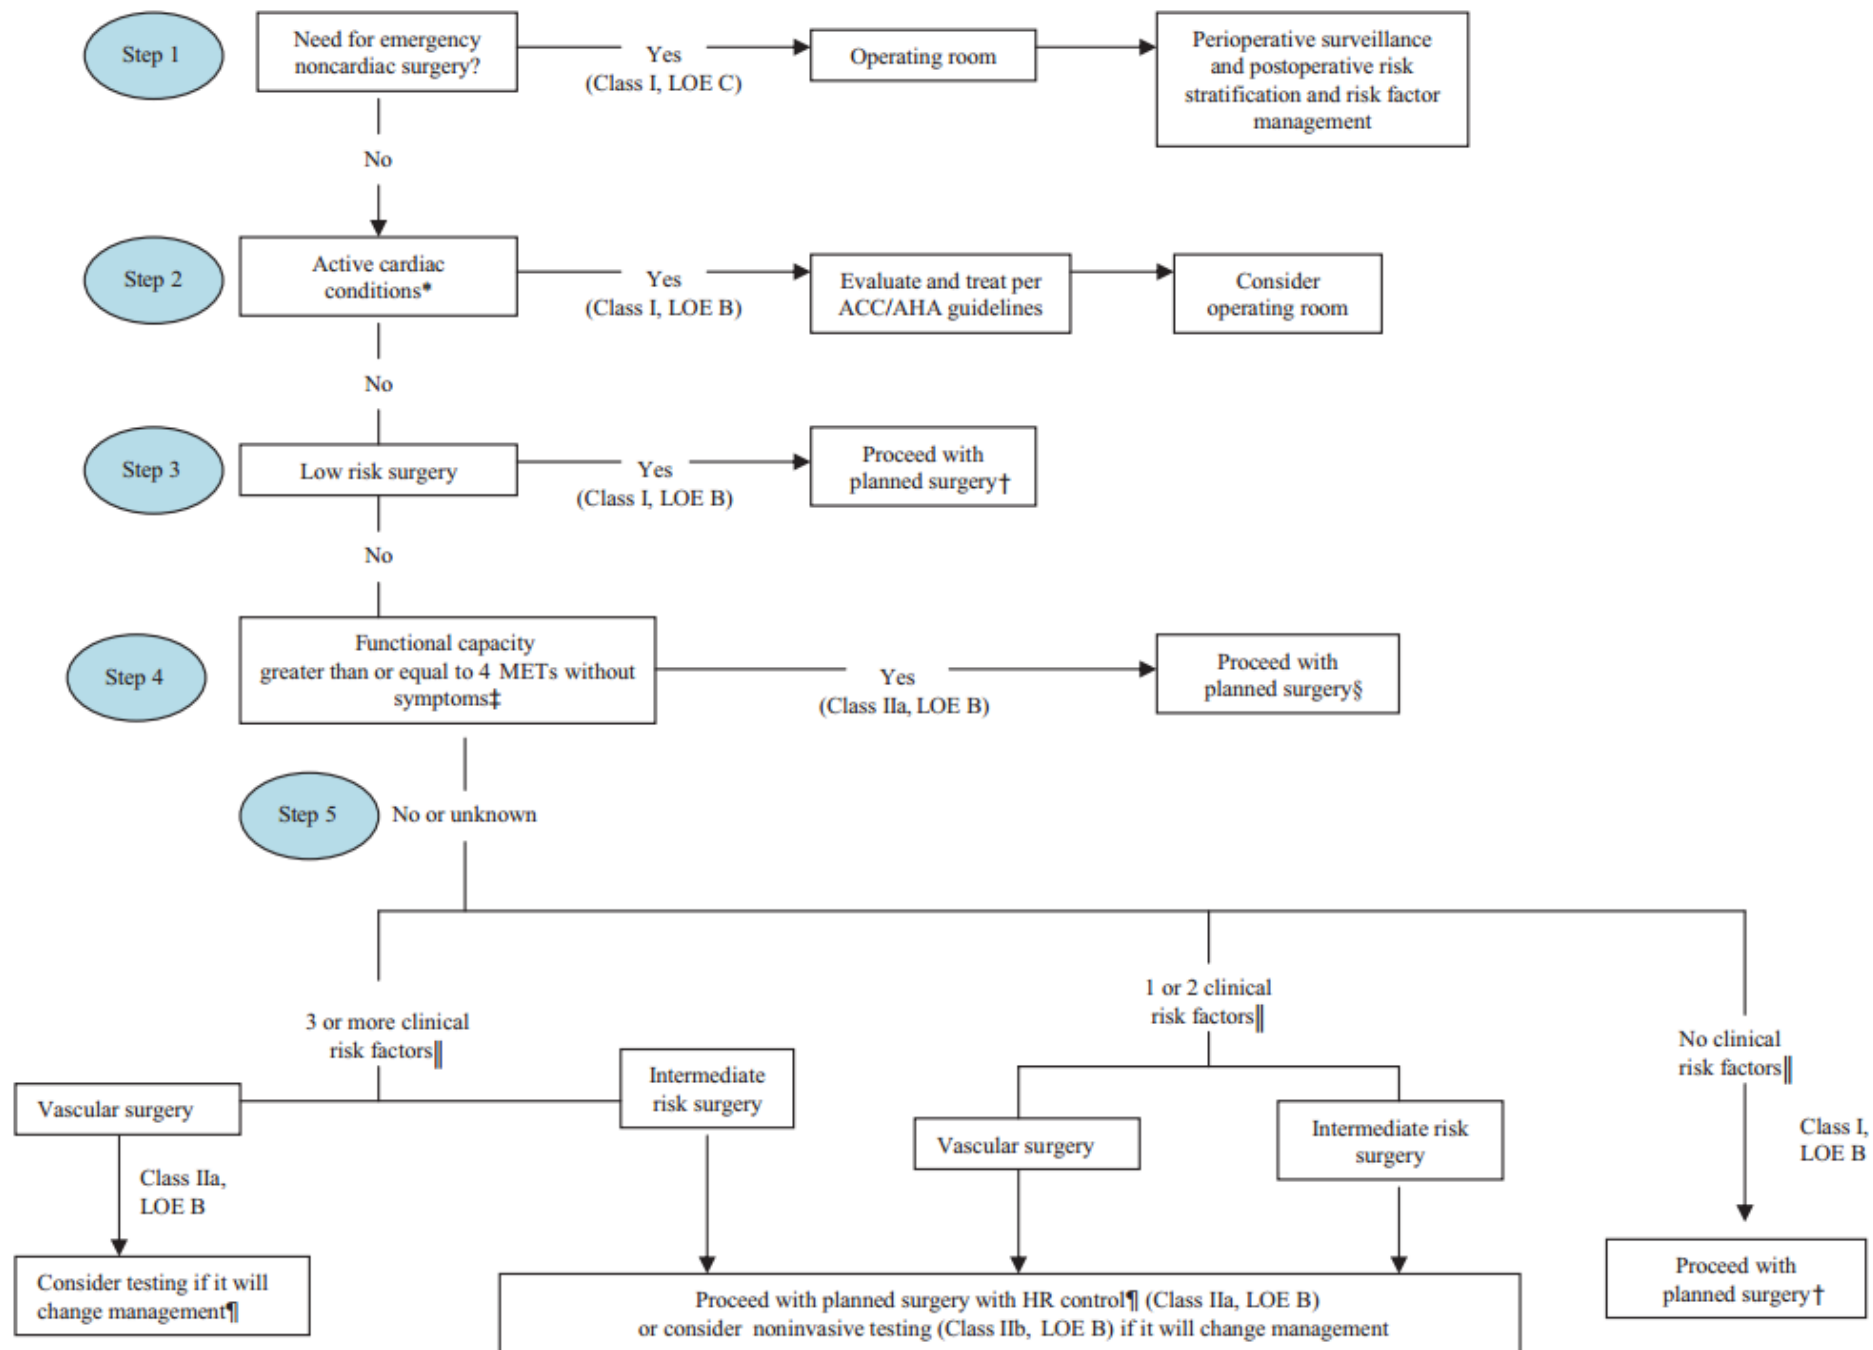 Step 1
Need for emergency
noncardiac surgery?
Yes
(Class I, LOE C)
Operating room
Perioperative surveillance
and postoperative risk
stratification and risk factor
management
No
Step 2
Active cardiac
conditions*
Yes
(Class I, LOE B)
Evaluate and treat per
ACC/AHA guidelines
Consider
operating room
No
Step 3
Low risk surgery
Yes
(Class I, LOE B)
Proceed with
planned surgery†
No
Step 4
Functional capacity
greater than or equal to 4 METs without
symptoms‡
Yes
(Class IIa, LOE B)
Proceed with
planned surgery§
Step 5
No or unknown
3 or more clinical
risk factors‖
Vascular surgery
Class IIa,
LOE B
Consider testing if it will
change management¶
Intermediate
risk surgery
1 or 2 clinical
risk factors‖
Vascular surgery
Intermediate risk
surgery
Proceed with planned surgery with HR control¶ (Class IIa, LOE B)
or consider noninvasive testing (Class IIb, LOE B) if it will change management
No clinical
risk factors‖
Class I,
LOE B
Proceed with
planned surgery†